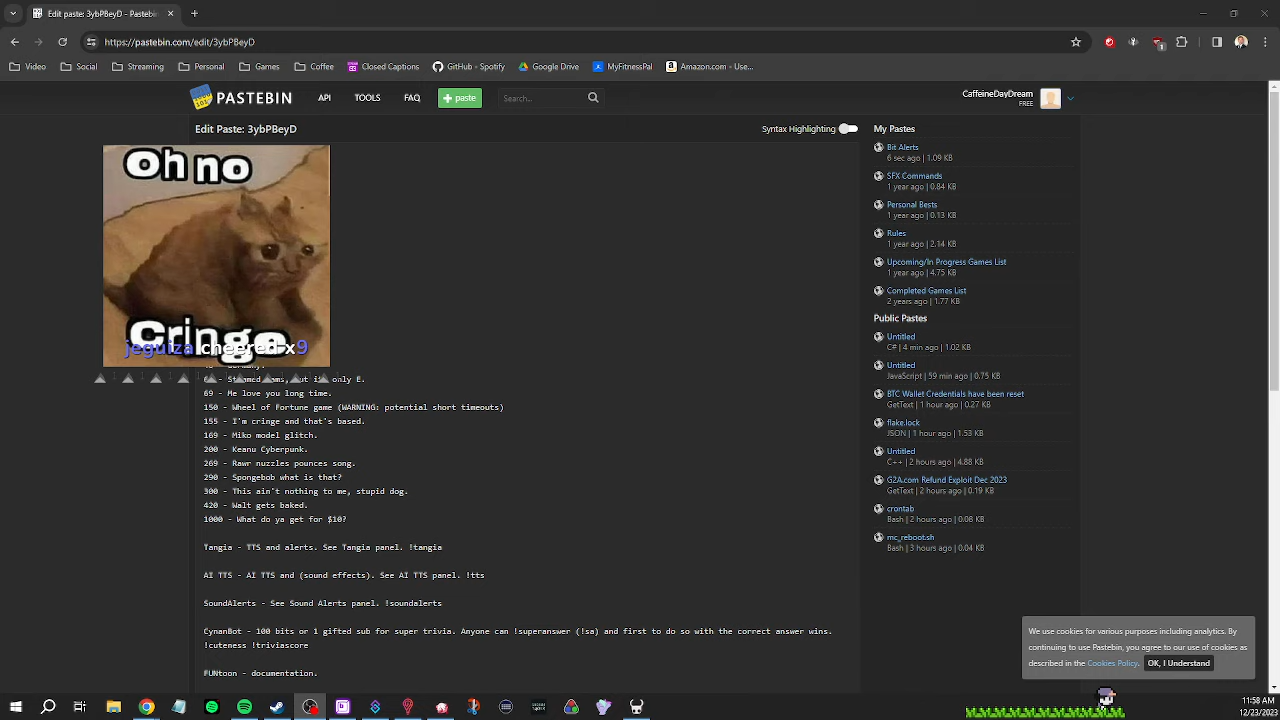 Edit paste: 3ybPBeyD - Pastebin
https://pastebin.com/edit/3ybPBeyD
Video Social Streaming Personal Games Coffee Closed Captions GitHub - Spotify Google Drive MyFitnessPal Amazon.com - Use...
PASTEBIN API TOOLS FAQ + paste Search... CaffeineDayDream
FREE
Edit Paste: 3ybPBeyD Syntax Highlighting
Oh no
Cringe
jeguiza cheered x9
only E.
69 - Me love you long time.
150 - Wheel of Fortune game (WARNING: potential short timeouts)
155 - I'm cringe and that's based.
169 - Miko model glitch.
200 - Keanu Cyberpunk.
269 - Rawr nuzzles pounces song.
290 - Spongebob what is that?
300 - This ain't nothing to me, stupid dog.
420 - Walt gets baked.
1000 - What do ya get for $10?
Tangia - TTS and alerts. See Tangia panel. !tangia
AI TTS - AI TTS and (sound effects). See AI TTS panel. !tts
SoundAlerts - See Sound Alerts panel. !soundalerts
CynanBot - 100 bits or 1 gifted sub for super trivia. Anyone can !superanswer (!sa) and first to do so with the correct answer wins.
!cuteness !triviascore
FUNtoon - documentation.
My Pastes
Bit Alerts
6 sec ago | 1.09 KB
SFX Commands
1 year ago | 0.84 KB
Personal Bests
1 year ago | 0.13 KB
Rules
1 year ago | 2.14 KB
Upcoming/In Progress Games List
1 year ago | 4.75 KB
Completed Games List
2 years ago | 1.77 KB
Public Pastes
Untitled
C# | 4 min ago | 1.02 KB
Untitled
JavaScript | 59 min ago | 0.75 KB
BTC Wallet Credentials have been reset
GetText | 1 hour ago | 0.27 KB
flake.lock
JSON | 1 hour ago | 1.53 KB
Untitled
C++ | 2 hours ago | 4.88 KB
G2A.com Refund Exploit Dec 2023
GetText | 2 hours ago | 0.19 KB
crontab
Bash | 2 hours ago | 0.08 KB
mc_reboot.sh
Bash | 3 hours ago | 0.04 KB
We use cookies for various purposes including analytics. By
continuing to use Pastebin, you agree to our use of cookies as
described in the Cookies Policy. OK, I Understand
11:58 AM
12/23/2023